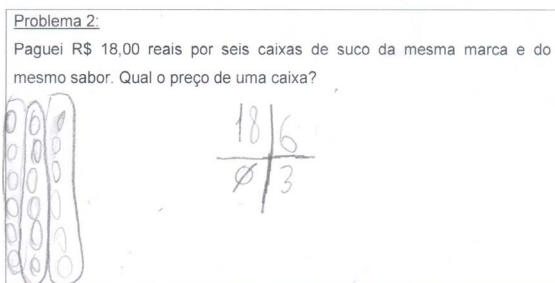 Problema 2:
Paguei R$ 18,00 reais por seis caixas de suco da mesma marca e do
mesmo sabor. Qual o preço de uma caixa?
18 6
0 3